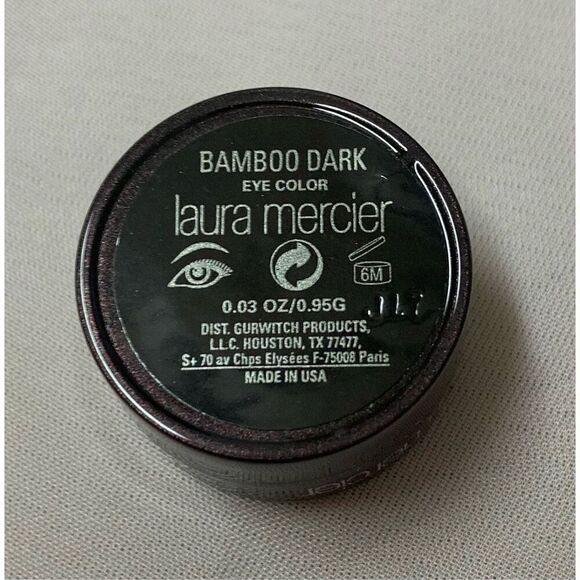 BAMBOO DARK
EYE COLOR
laura mercier
6M
0.03 OZ/0.95G
DIST. GURWITCH PRODUCTS,
L.L.C. HOUSTON, TX 77477,
S+ 70 av Chps Elysées F-75008 Paris
MADE IN USA